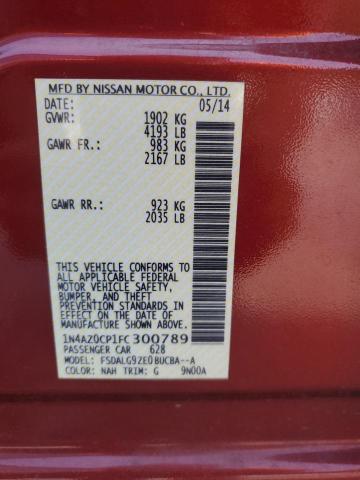 MFD BY NISSAN MOTOR CO., LTD.
DATE: 05/14
GVWR: 1902 KG
4193 LB
GAWR FR.: 983 KG
2167 LB
GAWR RR.: 923 KG
2035 LB
THIS VEHICLE CONFORMS TO
ALL APPLICABLE FEDERAL
MOTOR VEHICLE SAFETY,
BUMPER, AND THEFT
PREVENTION STANDARDS IN
EFFECT ON THE DATE OF
MANUFACTURE SHOWN ABOVE.
1N4AZ0CP1FC300789
PASSENGER CAR 628
MODEL: FSDALG9ZE0BUCBA--A
COLOR: NAH TRIM: G 9N00A